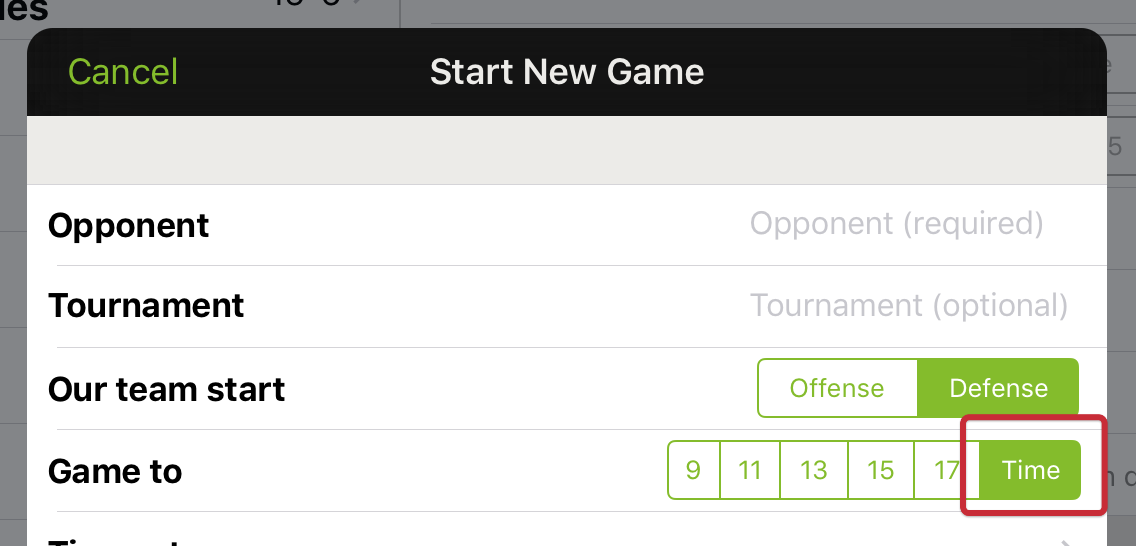 Cancel Start New Game
Opponent Opponent (required)
Tournament Tournament (optional)
Our team start Offense Defense
Game to 9 11 13 15 17 Time